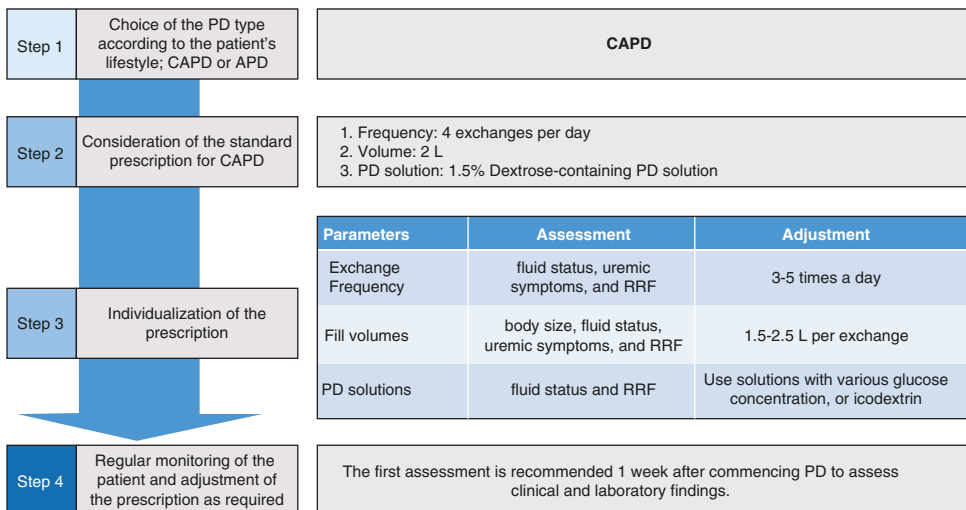 Step 1
Choice of the PD type
according to the patient's
lifestyle; CAPD or APD
CAPD
Step 2
Consideration of the standard
prescription for CAPD
1. Frequency: 4 exchanges per day
2. Volume: 2 L
3. PD solution: 1.5% Dextrose-containing PD solution
Step 3
Individualization of the
prescription
Parameters
Assessment
Adjustment
Exchange
Frequency
fluid status, uremic
symptoms, and RRF
3-5 times a day
Fill volumes
body size, fluid status,
uremic symptoms, and RRF
1.5-2.5 L per exchange
PD solutions
fluid status and RRF
Use solutions with various glucose
concentration, or icodextrin
Step 4
Regular monitoring of the
patient and adjustment of
the prescription as required
The first assessment is recommended 1 week after commencing PD to assess
clinical and laboratory findings.